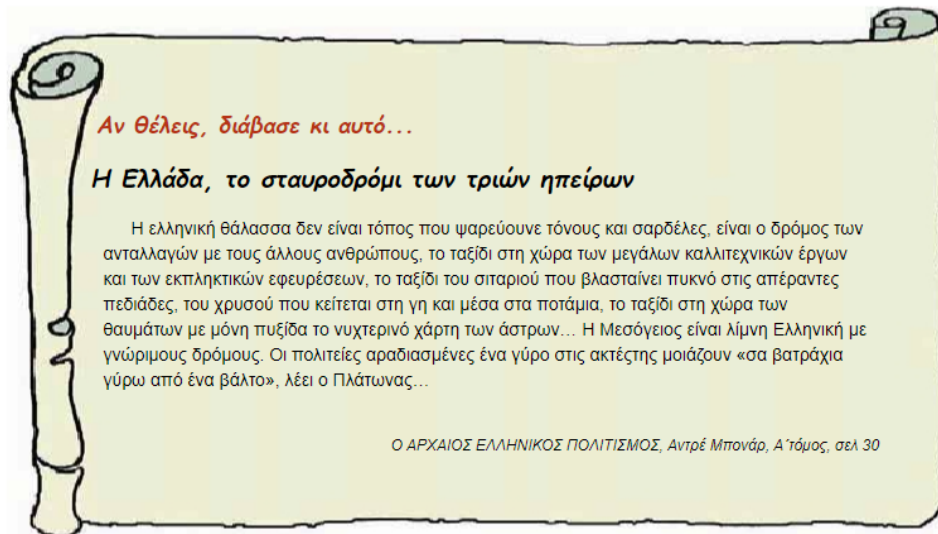 Αν θέλεις, διάβασε κι αυτό...
Η Ελλάδα, το σταυροδρόμι των τριών ηπείρων
Η ελληνική θάλασσα δεν είναι τόπος που ψαρεύουνε τόνους και σαρδέλες, είναι ο δρόμος των
ανταλλαγών με τους άλλους ανθρώπους, το ταξίδι στη χώρα των μεγάλων καλλιτεχνικών έργων
και των εκπληκτικών εφευρέσεων, το ταξίδι του σιταριού που βλασταίνει πυκνό στις απέραντες
πεδιάδες, του χρυσού που κείτεται στη γη και μέσα στα ποτάμια, το ταξίδι στη χώρα των
θαυμάτων με μόνη πυξίδα το νυχτερινό χάρτη των άστρων… Η Μεσόγειος είναι λίμνη Ελληνική με
γνώριμους δρόμους. Οι πολιτείες αραδιασμένες ένα γύρο στις ακτέςτης μοιάζουν «σα βατράχια
γύρω από ένα βάλτο», λέει ο Πλάτωνας…
Ο ΑΡΧΑΙΟΣ ΕΛΛΗΝΙΚΟΣ ΠΟΛΙΤΙΣΜΟΣ, Αντρέ Μπονάρ, Α΄τόμος, σελ 30